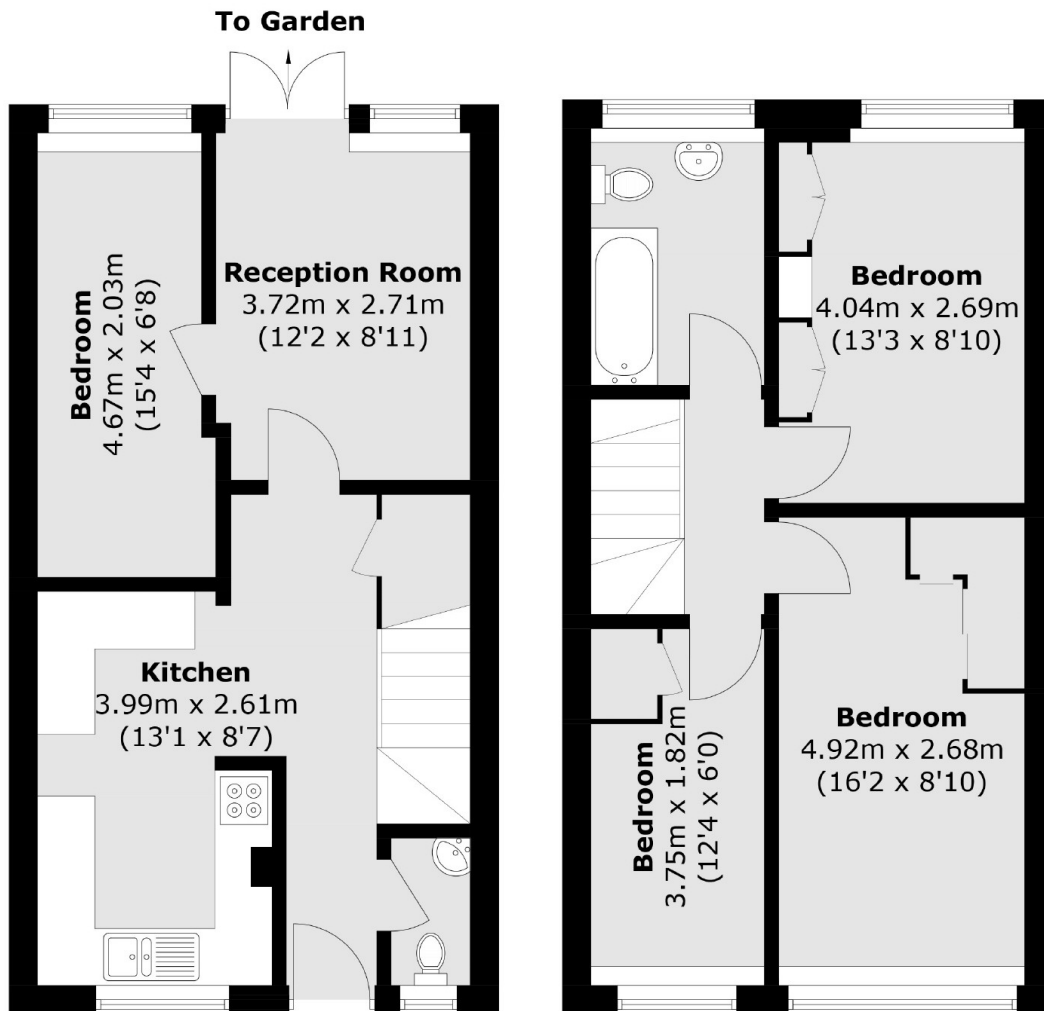 To Garden
Reception Room
3.72m x 2.71m
(12'2 x 8'11)
Bedroom
4.67m x 2.03m
(15'4 x 6'8)
Kitchen
3.99m x 2.61m
(13'1 x 8'7)
Bedroom
4.04m x 2.69m
(13'3 x 8'10)
Bedroom
4.92m x 2.68m
(16'2 x 8'10)
Bedroom
3.75m x 1.82m
(12'4 x 6'0)